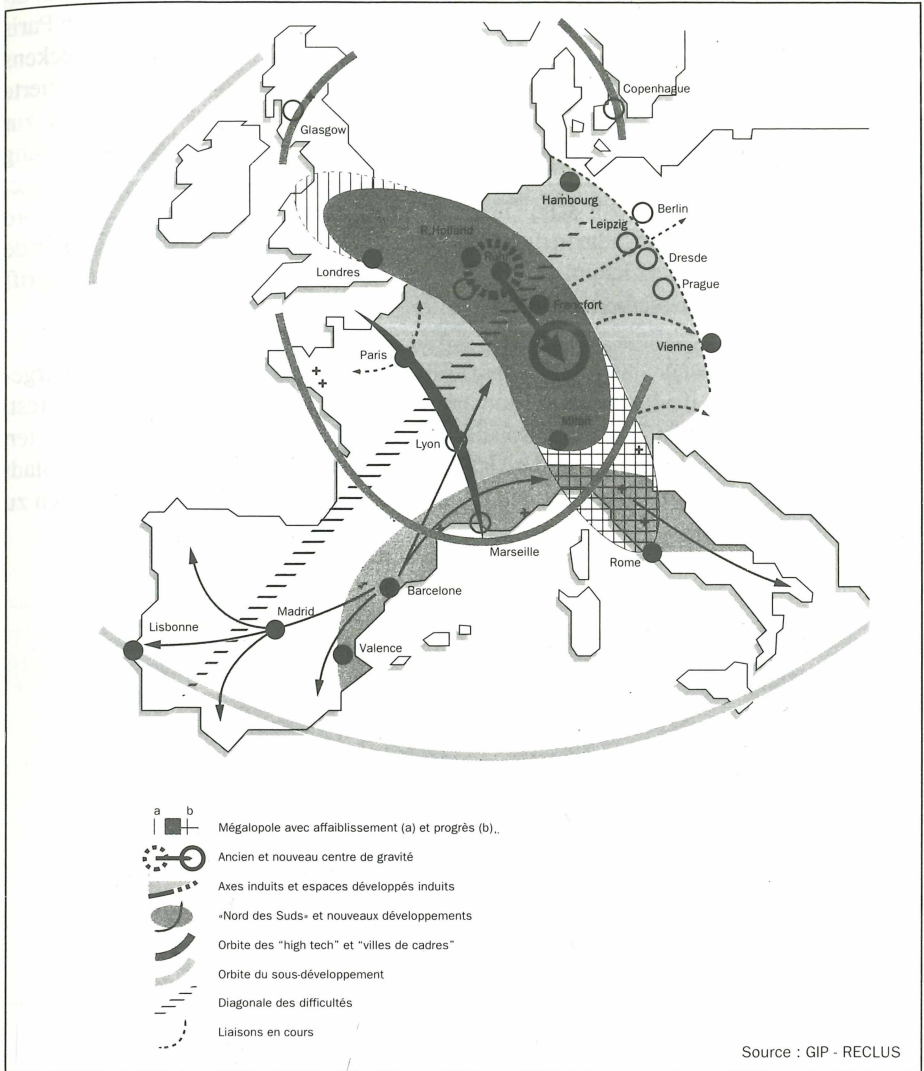 Paris
Glasgow
Copenhague
Hambourg
Berlin
R.Holland
Leipzig
Ruhr
Londres
Dresde
Francfort
Prague
Paris
Vienne
Milan
Lyon
Marseille
Rome
Barcelone
Madrid
Lisbonne
Valence
a b
Mégalopole avec affaiblissement (a) et progrès (b).
Ancien et nouveau centre de gravité
Axes induits et espaces développés induits
«Nord des Suds» et nouveaux développements
Orbite des "high tech" et "villes de cadres"
Orbite du sous-développement
Diagonale des difficultés
Liaisons en cours
Source : GIP - RECLUS